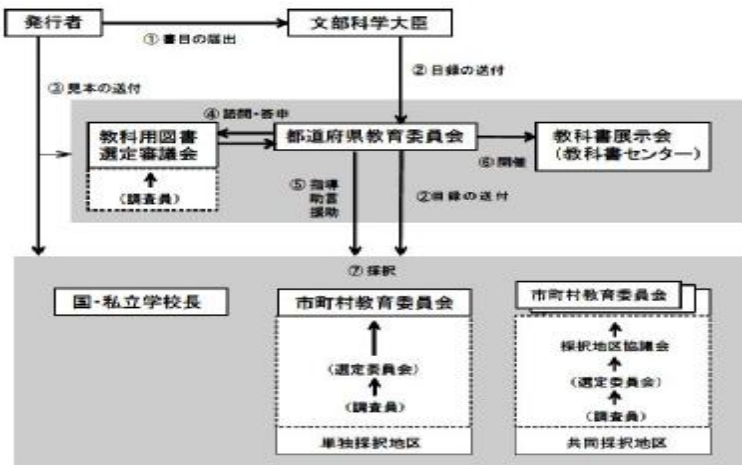 発行者
文部科学大臣
①書目の届出
②目録の送付
③見本の送付
④諮問・答申
教科用図書
選定審議会
都道府県教育委員会
教科書展示会
(教科書センター)
⑥開催
(調査員)
⑤指導
助言
援助
②目録の送付
⑦採択
国・私立学校長
市町村教育委員会
市町村教育委員会
採択地区協議会
(選定委員会)
(選定委員会)
(調査員)
(調査員)
単独採択地区
共同採択地区